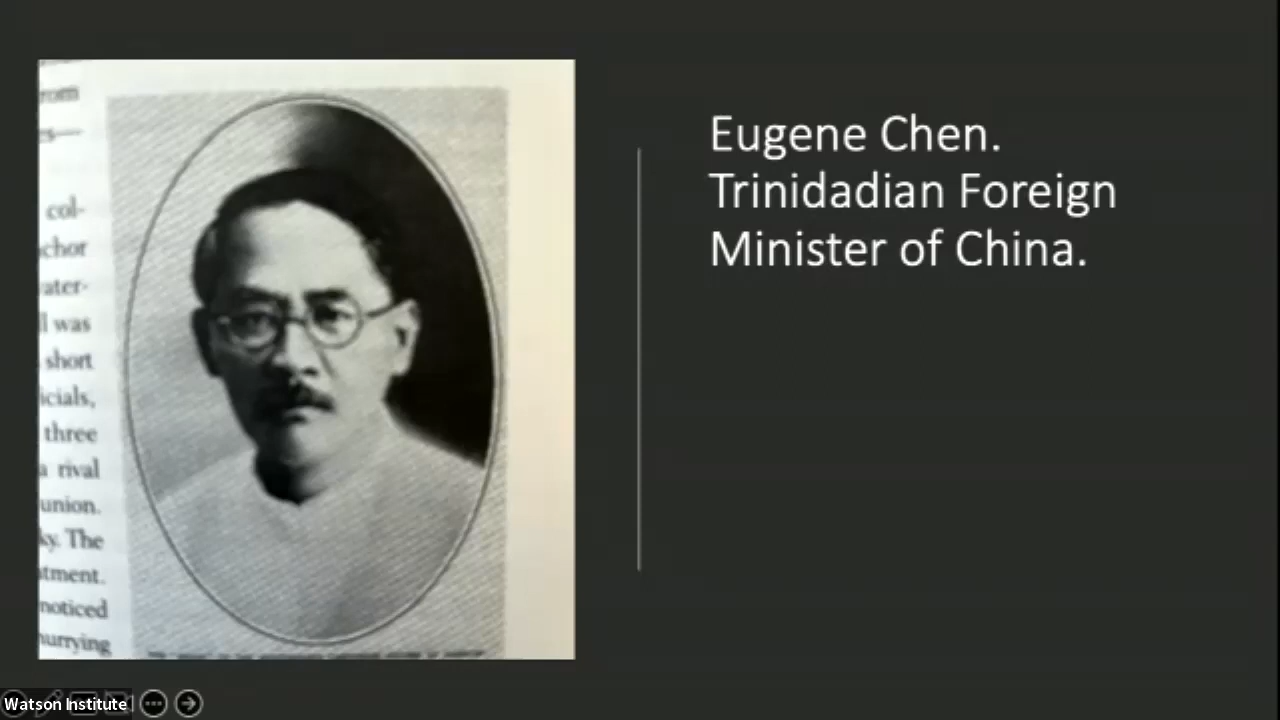 rom
s—
col-
chor
ater-
l was
short
icials,
three
a rival
union.
ky. The
tment.
noticed
hurrying
Eugene Chen.
Trinidadian Foreign
Minister of China.
Watson Institute